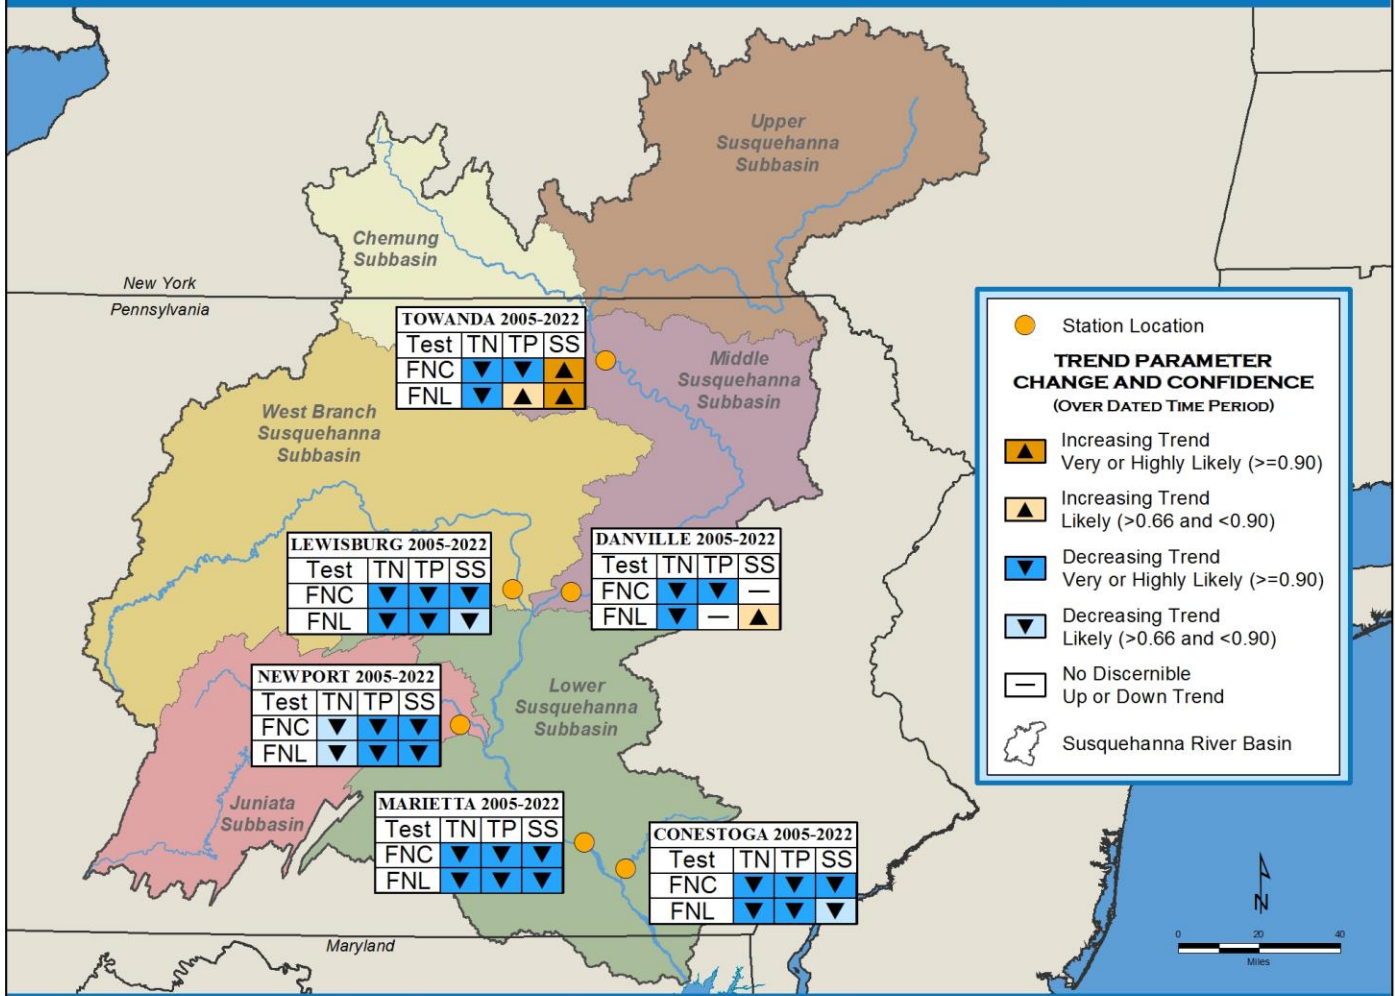 Upper
Susquehanna
Subbasin
Chemung
Subbasin
New York
Pennsylvania
TOWANDA 2005-2022
Test TN TP SS
FNC ▼ ▼ ▲
FNL ▼ ▲ ▲
Middle
Susquehanna
Subbasin
West Branch
Susquehanna
Subbasin
LEWISBURG 2005-2022
Test TN TP SS
FNC ▼ ▼ ▼
FNL ▼ ▼ ▼
DANVILLE 2005-2022
Test TN TP SS
FNC ▼ ▼ —
FNL ▼ — ▲
NEWPORT 2005-2022
Test TN TP SS
FNC ▼ ▼ ▼
FNL ▼ ▼ ▼
Lower
Susquehanna
Subbasin
Juniata
Subbasin
MARIETTA 2005-2022
Test TN TP SS
FNC ▼ ▼ ▼
FNL ▼ ▼ ▼
CONESTOGA 2005-2022
Test TN TP SS
FNC ▼ ▼ ▼
FNL ▼ ▼ ▼
Maryland
Station Location
TREND PARAMETER
CHANGE AND CONFIDENCE
(OVER DATED TIME PERIOD)
▲ Increasing Trend
Very or Highly Likely (>=0.90)
▲ Increasing Trend
Likely (>0.66 and <0.90)
▼ Decreasing Trend
Very or Highly Likely (>=0.90)
▼ Decreasing Trend
Likely (>0.66 and <0.90)
— No Discernible
Up or Down Trend
Susquehanna River Basin
N
0 20 40
Miles